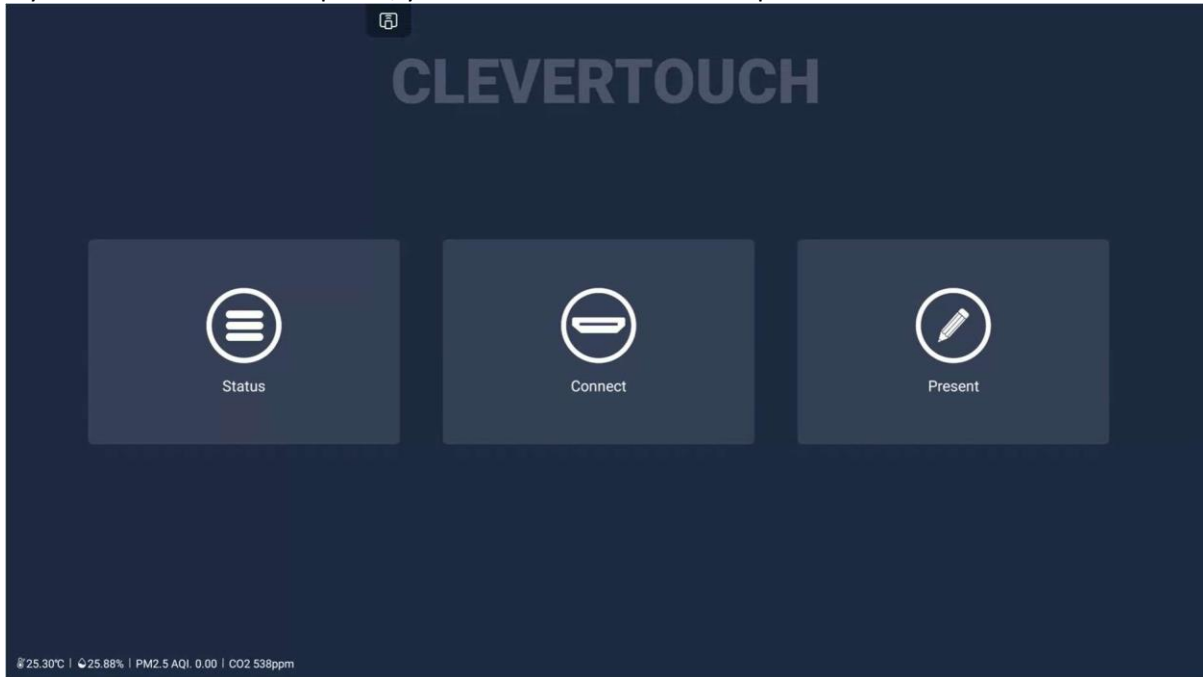 CLEVERTOUCH
Status
Connect
Present
25.30°C | 25.88% | PM2.5 AQI. 0.00 | CO2 538ppm